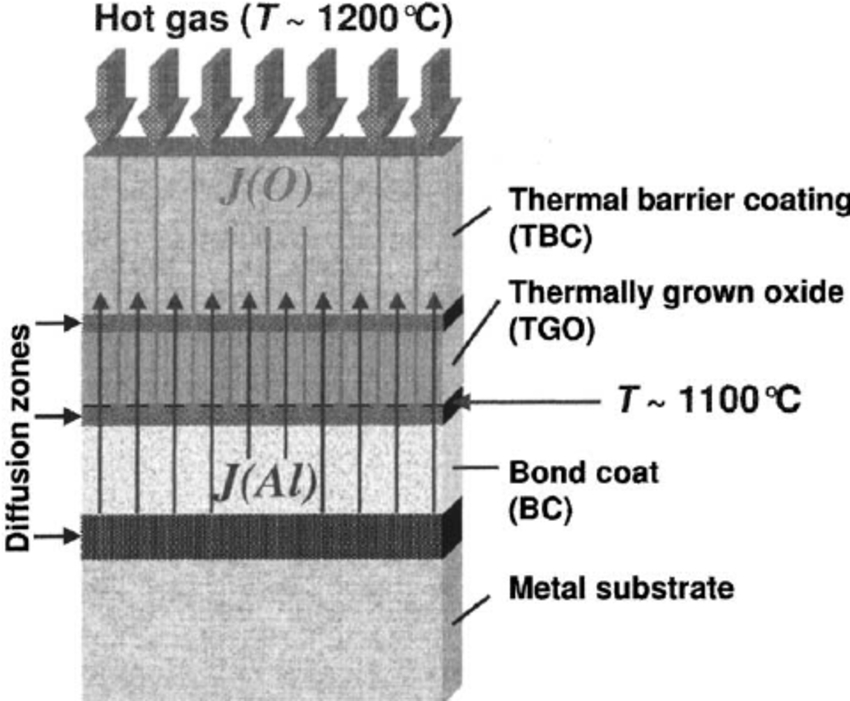 Hot gas (T ~ 1200°C)
J(O)
Thermal barrier coating
(TBC)
Thermally grown oxide
(TGO)
Diffusion zones
T ~ 1100°C
J(Al)
Bond coat
(BC)
Metal substrate